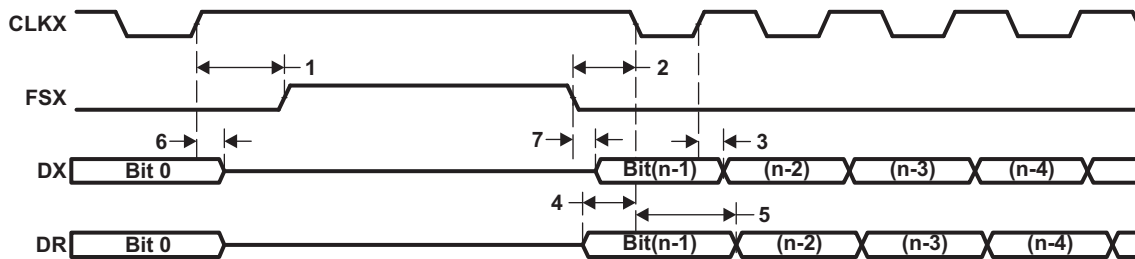 CLKX
1 2
FSX
6 7 3
DX Bit 0 Bit(n-1) (n-2) (n-3) (n-4)
4 5
DR Bit 0 Bit(n-1) (n-2) (n-3) (n-4)